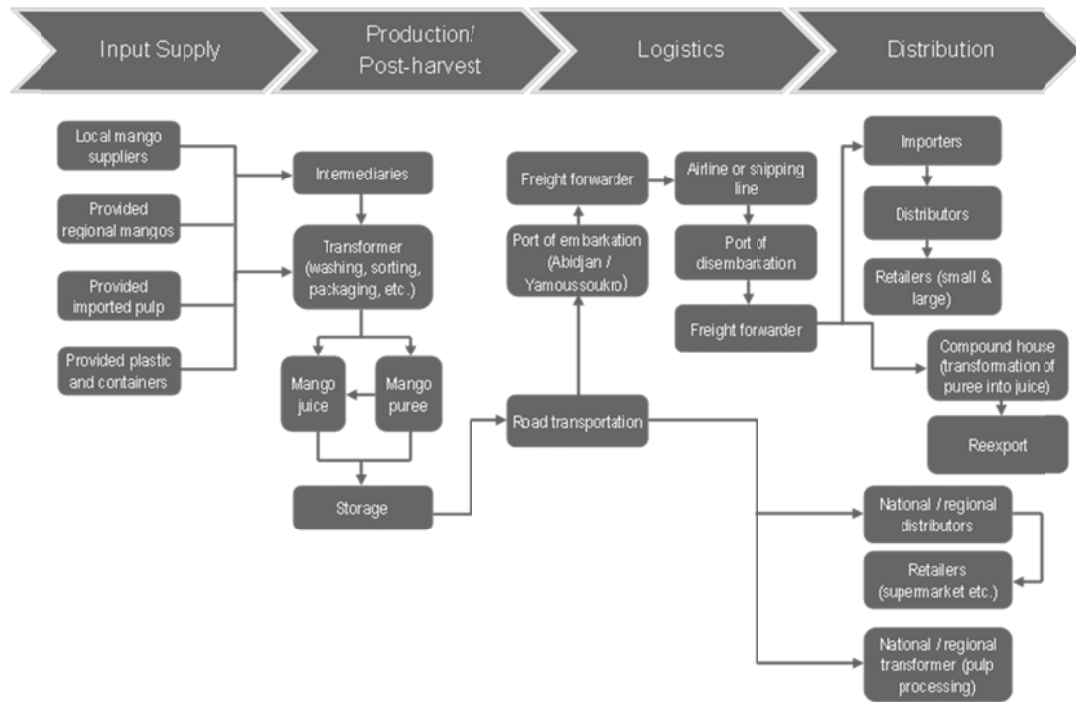 Input Supply
Production/
Post-harvest
Logistics
Distribution
Local mango
suppliers
Provided
regional mangos
Provided
imported pulp
Provided plastic
and containers
Intermediaries
Transformer
(washing, sorting,
packaging, etc.)
Mango
juice
Mango
puree
Storage
Freight forwarder
Port of embarkation
(Abidjan /
Yamoussoukro)
Road transportation
Airline or shipping
line
Port of
disembarkation
Freight forwarder
Importers
Distributors
Retailers (small &
large)
Compound house
(transformation of
puree into juice)
Reexport
National / regional
distributors
Retailers
(supermarket etc.)
National / regional
transformer (pulp
processing)